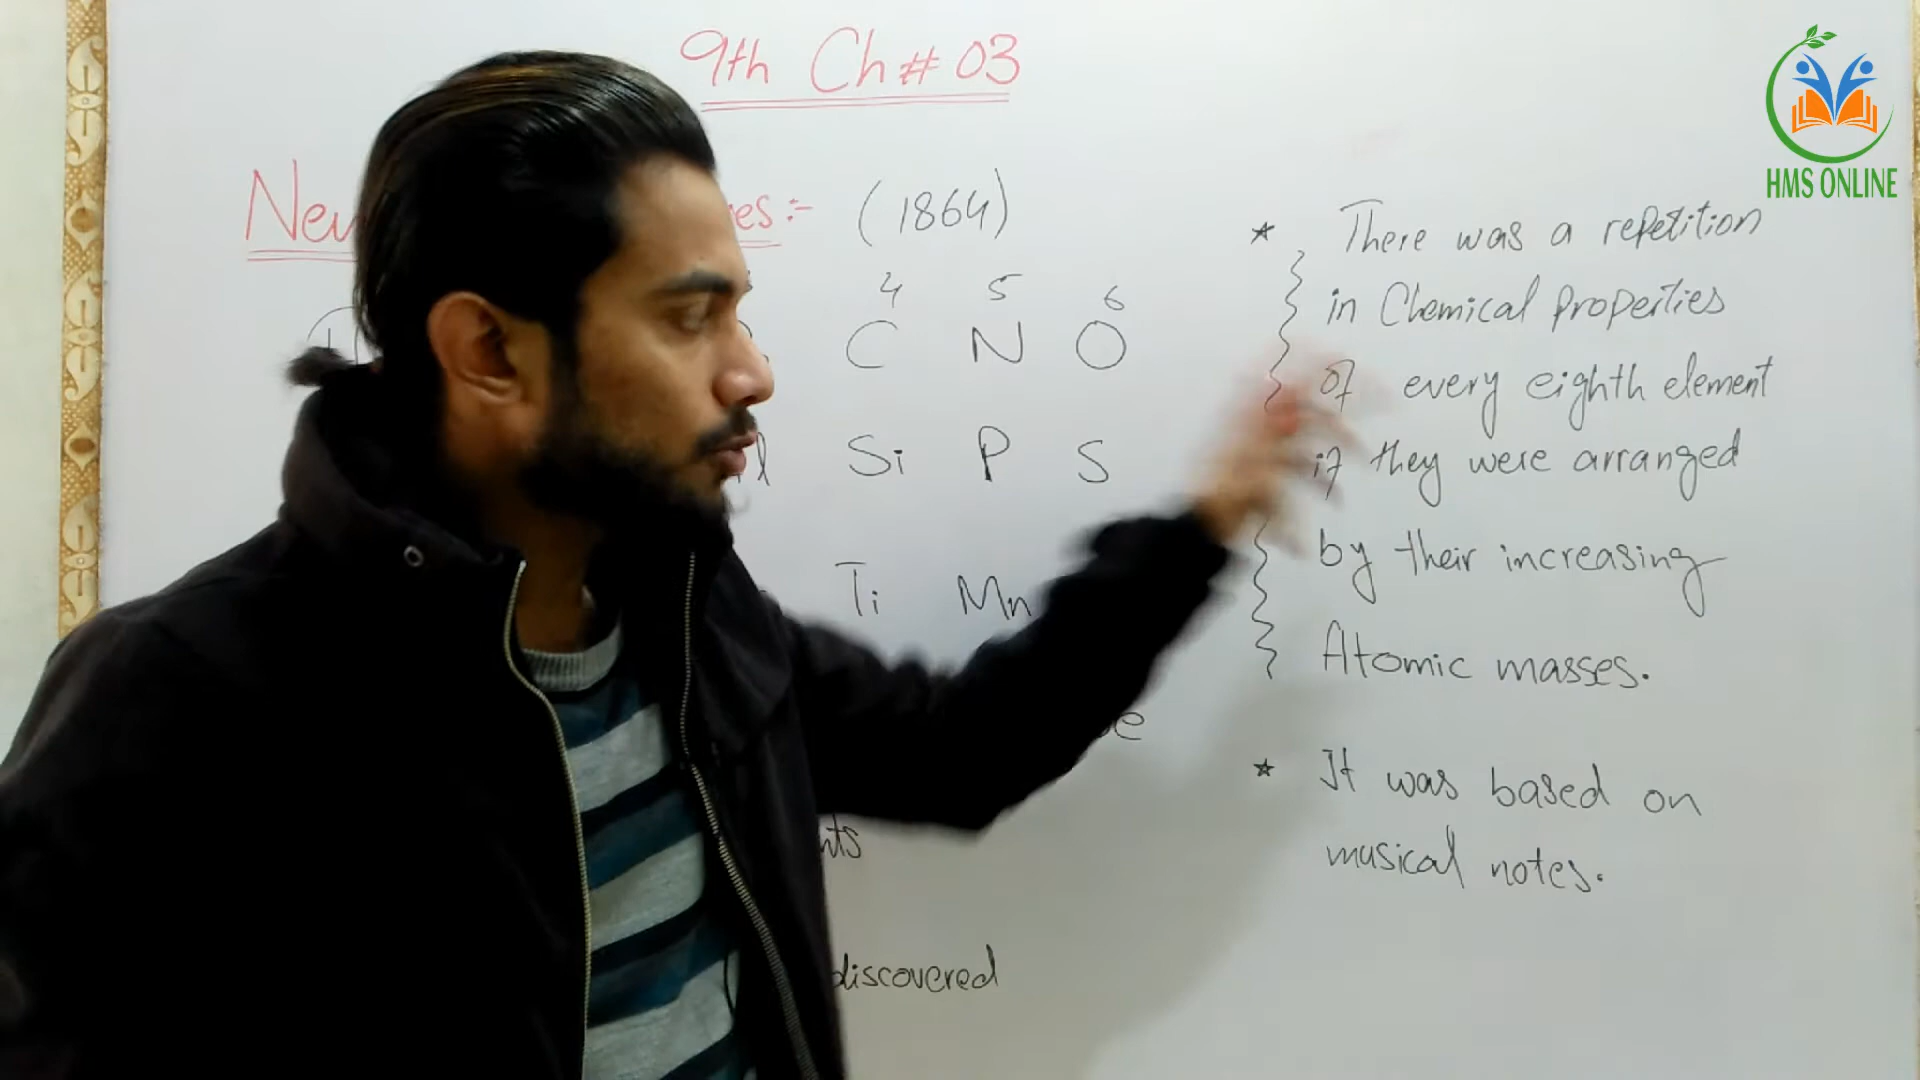 9th Ch # 03
(1864)
4 5 6
C N O
Si P S
Ti Mn
discovered
* There was a repetition
in Chemical properties
of every eighth element
if they were arranged
by their increasing
Atomic masses.
* It was based on
musical notes.
HMS ONLINE